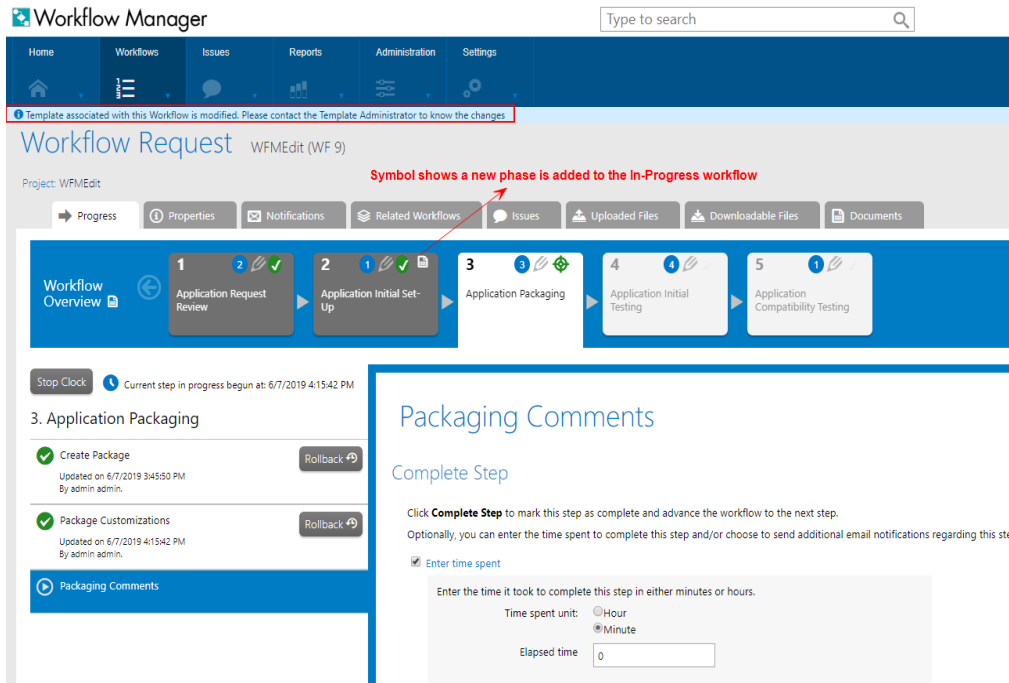 Workflow Manager
Type to search
Home Workflows Issues Reports Administration Settings
Template associated with this Workflow is modified. Please contact the Template Administrator to know the changes
Workflow Request WFMEdit (WF 9)
Symbol shows a new phase is added to the In-Progress workflow
Project: WFMEdit
Progress Properties Notifications Related Workflows Issues Uploaded Files Downloadable Files Documents
Workflow
Overview
1 2
Application Request
Review
2 1
Application Initial Set-
Up
3 3
Application Packaging
4 4
Application Initial
Testing
5 1
Application
Compatibility Testing
Stop Clock Current step in progress begun at: 6/7/2019 4:15:42 PM
3. Application Packaging
Create Package
Rollback
Updated on 6/7/2019 3:45:50 PM
By admin admin.
Package Customizations
Rollback
Updated on 6/7/2019 4:15:42 PM
By admin admin.
Packaging Comments
Packaging Comments
Complete Step
Click Complete Step to mark this step as complete and advance the workflow to the next step.
Optionally, you can enter the time spent to complete this step and/or choose to send additional email notifications regarding this ste
Enter time spent
Enter the time it took to complete this step in either minutes or hours.
Time spent unit: Hour
Minute
Elapsed time 0